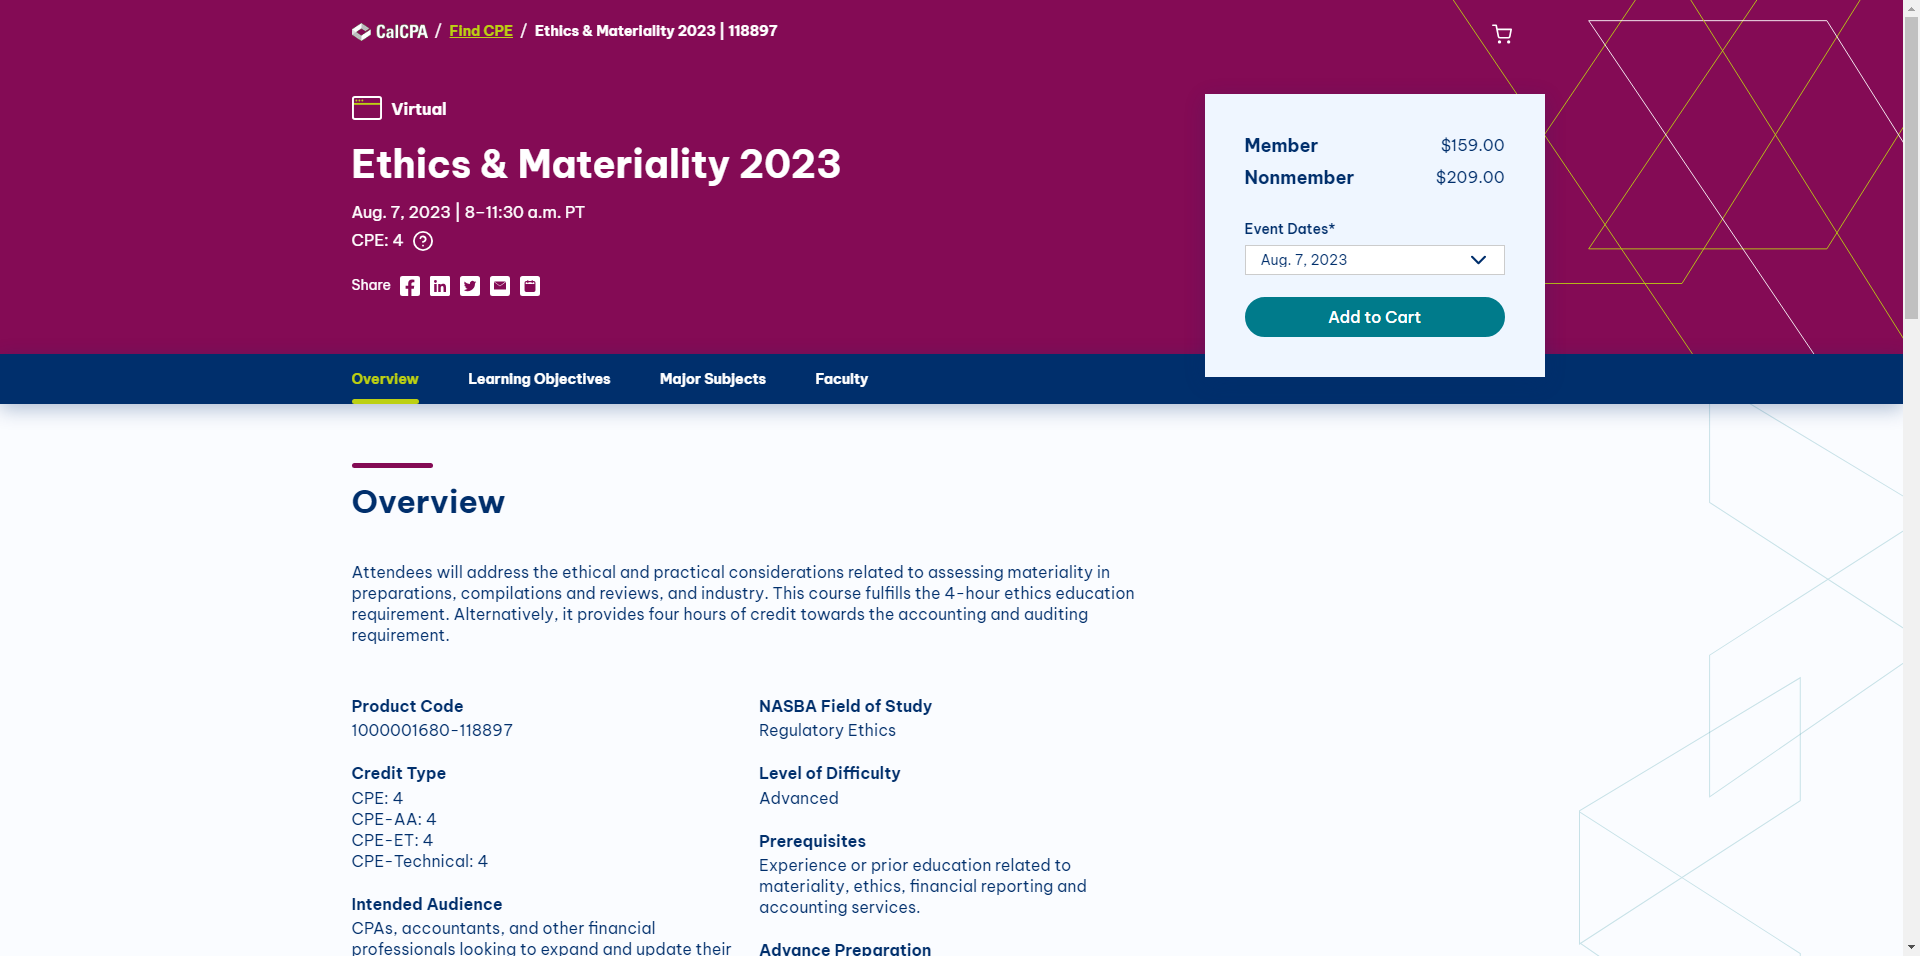 CalCPA / Find CPE / Ethics & Materiality 2023 | 118897
Virtual
Ethics & Materiality 2023
Aug. 7, 2023 | 8–11:30 a.m. PT
CPE: 4 ?
Share
Member $159.00
Nonmember $209.00
Event Dates*
Aug. 7, 2023
Add to Cart
Overview Learning Objectives Major Subjects Faculty
Overview
Attendees will address the ethical and practical considerations related to assessing materiality in
preparations, compilations and reviews, and industry. This course fulfills the 4-hour ethics education
requirement. Alternatively, it provides four hours of credit towards the accounting and auditing
requirement.
Product Code
1000001680-118897
Credit Type
CPE: 4
CPE-AA: 4
CPE-ET: 4
CPE-Technical: 4
Intended Audience
CPAs, accountants, and other financial
professionals looking to expand and update their
NASBA Field of Study
Regulatory Ethics
Level of Difficulty
Advanced
Prerequisites
Experience or prior education related to
materiality, ethics, financial reporting and
accounting services.
Advance Preparation